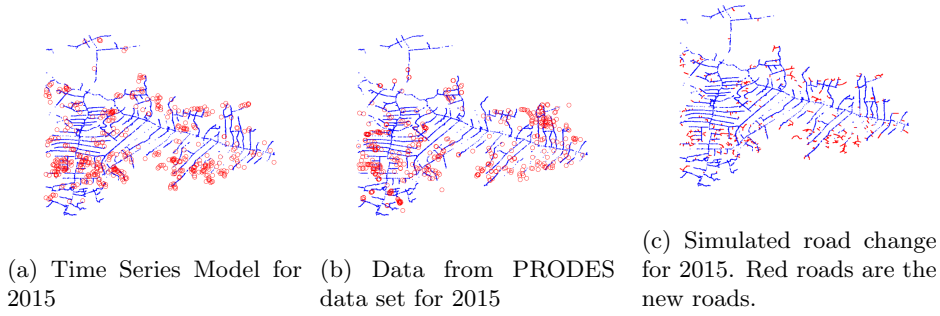 (a) Time Series Model for
2015
(b) Data from PRODES
data set for 2015
(c) Simulated road change
for 2015. Red roads are the
new roads.